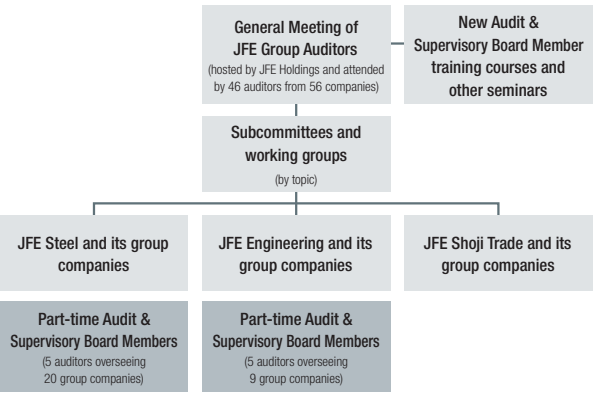 General Meeting of
JFE Group Auditors
(hosted by JFE Holdings and attended
by 46 auditors from 56 companies)
New Audit &
Supervisory Board Member
training courses and
other seminars
Subcommittees and
working groups
(by topic)
JFE Steel and its group
companies
JFE Engineering and its
group companies
JFE Shoji Trade and its
group companies
Part-time Audit &
Supervisory Board Members
(5 auditors overseeing
20 group companies)
Part-time Audit &
Supervisory Board Members
(5 auditors overseeing
9 group companies)